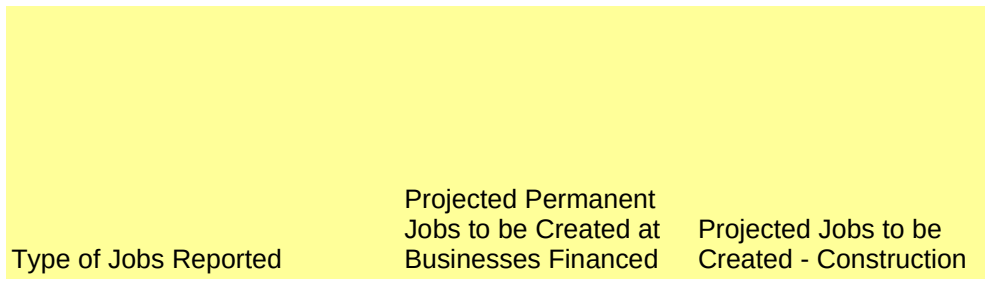 Type of Jobs Reported
Projected Permanent
Jobs to be Created at
Businesses Financed
Projected Jobs to be
Created - Construction